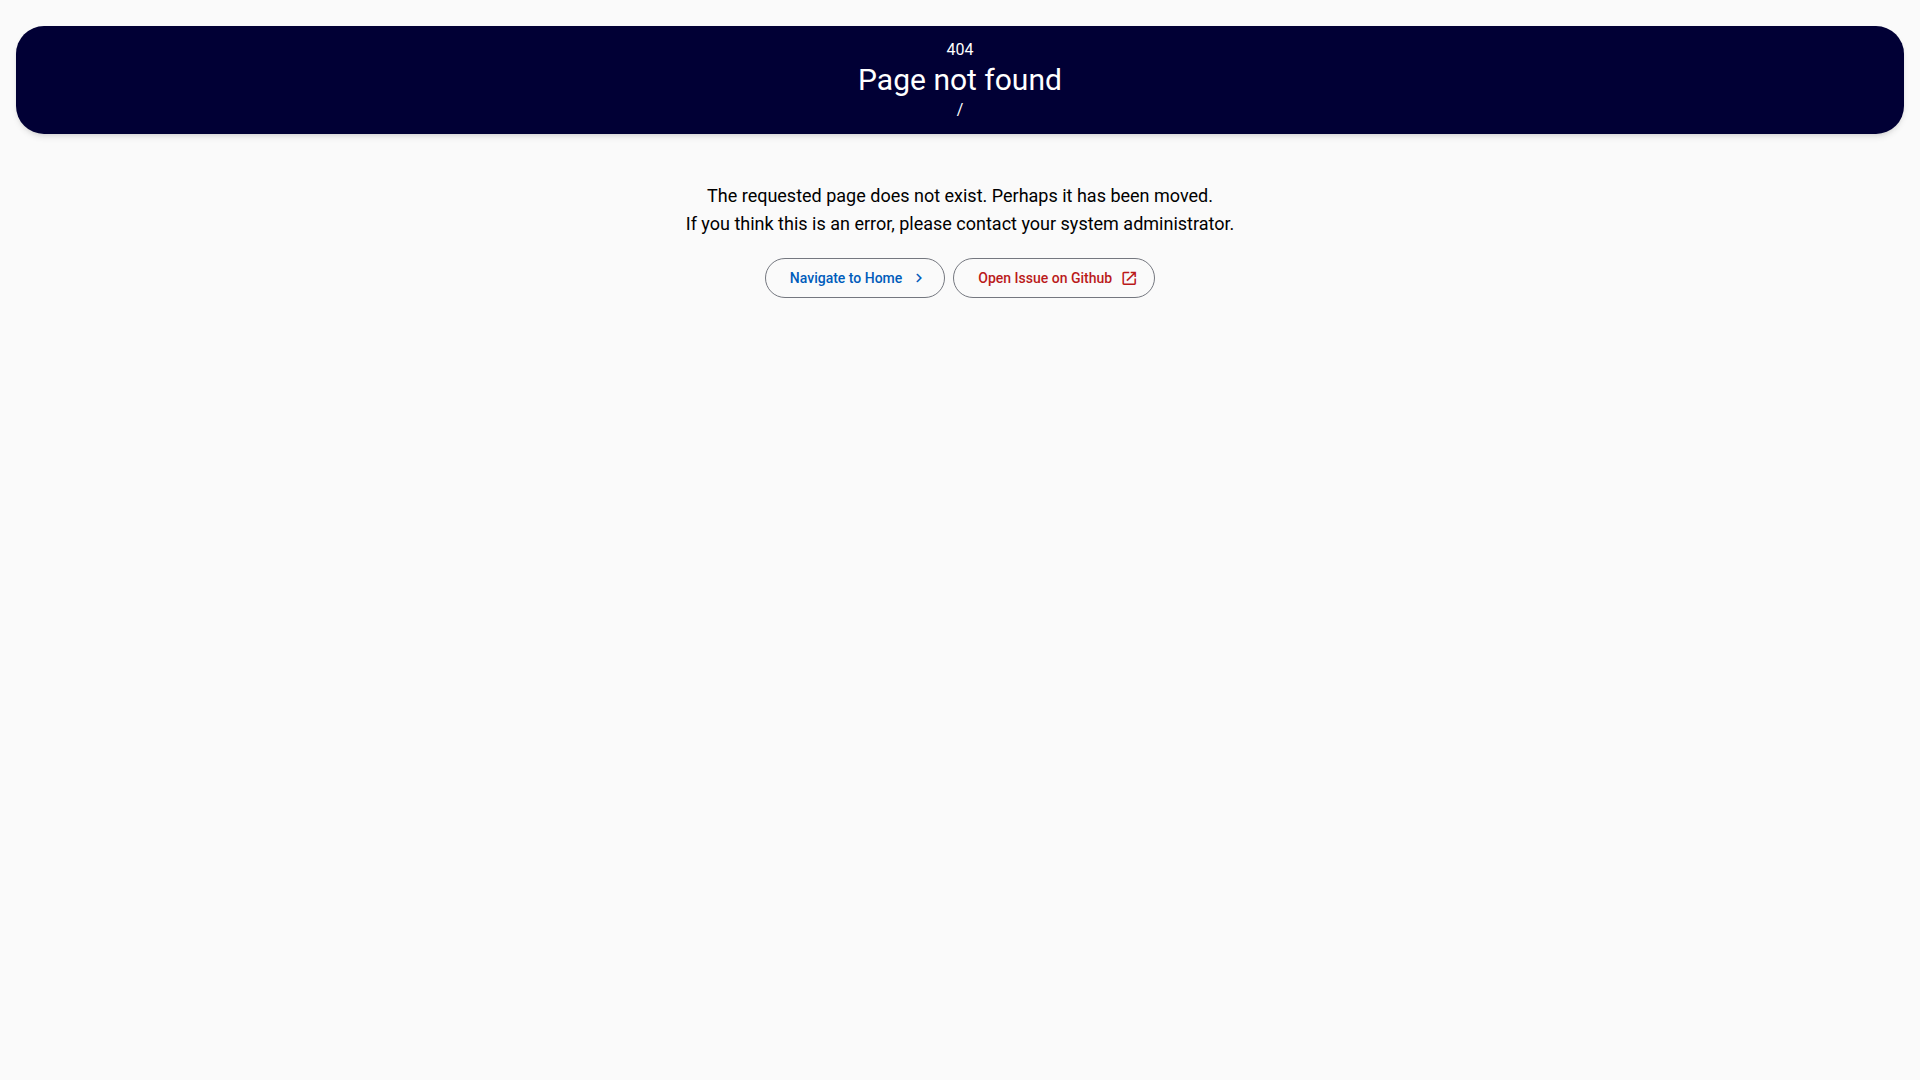 404
Page not found
/
The requested page does not exist. Perhaps it has been moved.
If you think this is an error, please contact your system administrator.
Navigate to Home
Open Issue on Github